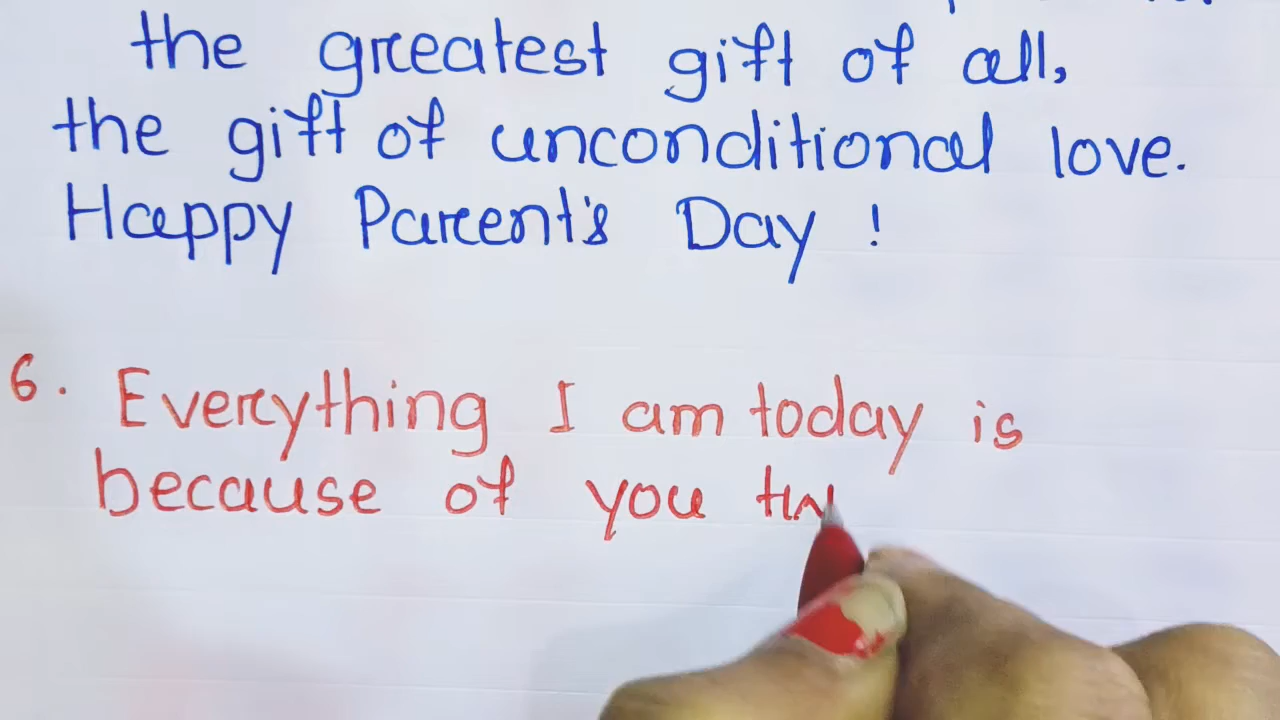 the greatest gift of all,
the gift of unconditional love.
Happy Parent's Day !
6. Everything I am today is
because of you